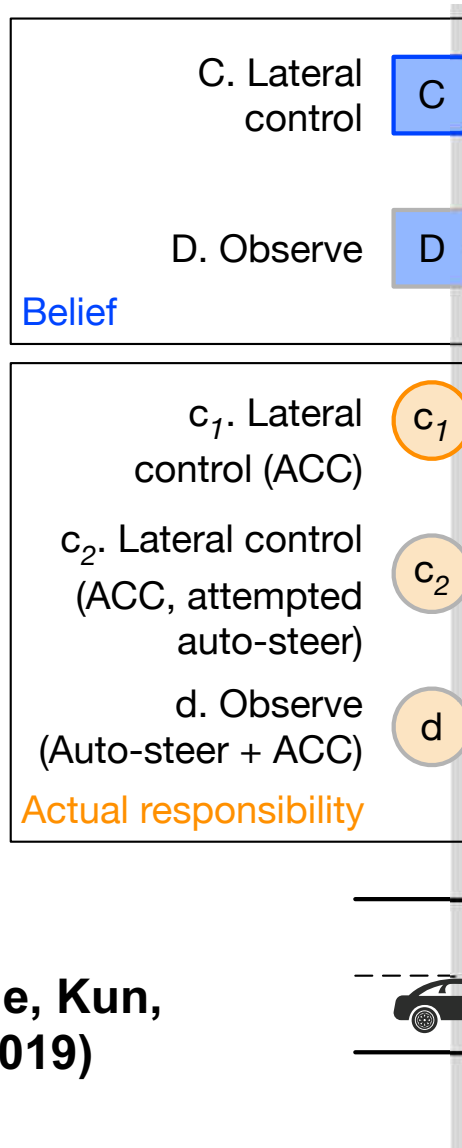 C. Lateral
control
C
D. Observe
D
Belief
c1. Lateral
control (ACC)
c1
c2. Lateral control
(ACC, attempted
auto-steer)
c2
d. Observe
(Auto-steer + ACC)
d
Actual responsibility
e, Kun,
019)